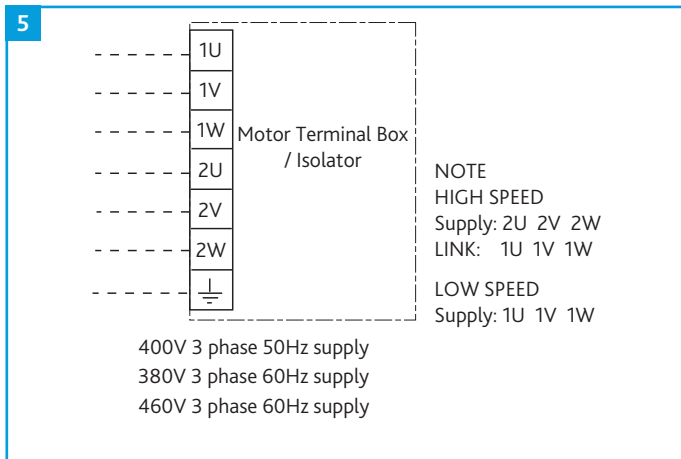 5
1U
1V
1W
2U
2V
2W
Motor Terminal Box
/ Isolator
NOTE
HIGH SPEED
Supply: 2U 2V 2W
LINK: 1U 1V 1W
LOW SPEED
Supply: 1U 1V 1W
400V 3 phase 50Hz supply
380V 3 phase 60Hz supply
460V 3 phase 60Hz supply